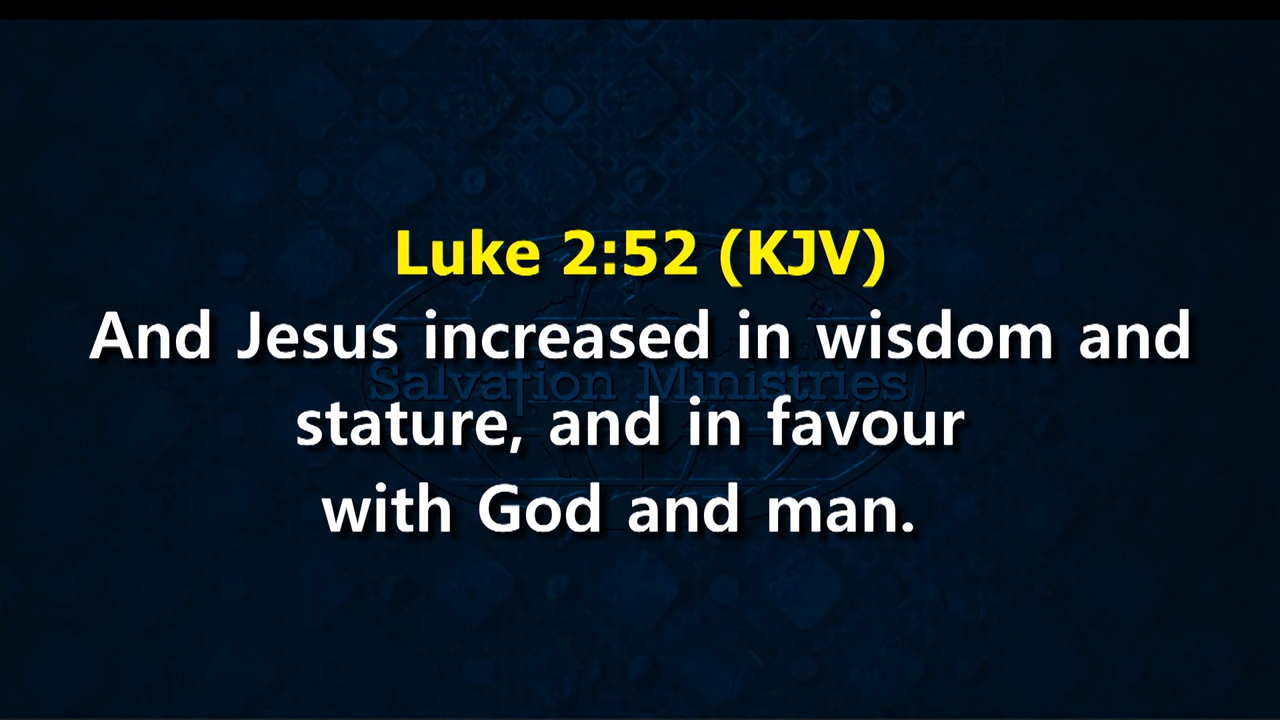 Luke 2:52 (KJV)
And Jesus increased in wisdom and
Salvation Ministries
stature, and in favour
with God and man.